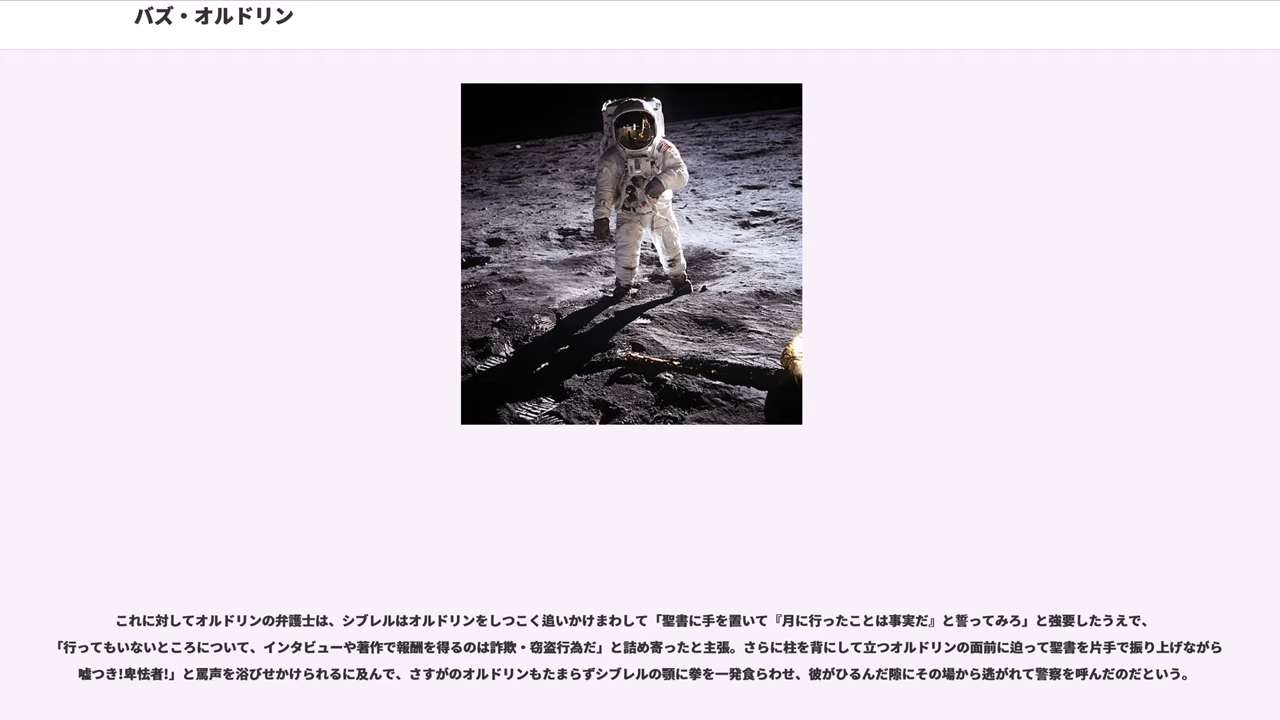 バズ・オルドリン
これに対してオルドリンの弁護士は、シブレルはオルドリンをしつこく追いかけまわして「聖書に手を置いて『月に行ったことは事実だ』と誓ってみろ」と強要したうえで、
「行ってもいないところについて、インタビューや著作で報酬を得るのは詐欺・窃盗行為だ」と詰め寄ったと主張。さらに柱を背にして立つオルドリンの面前に迫って聖書を片手で振り上げながら
嘘つき!卑怯者!」と罵声を浴びせかけられるに及んで、さすがのオルドリンもたまらずシブレルの顎に拳を一発食らわせ、彼がひるんだ隙にその場から逃がれて警察を呼んだのだという。